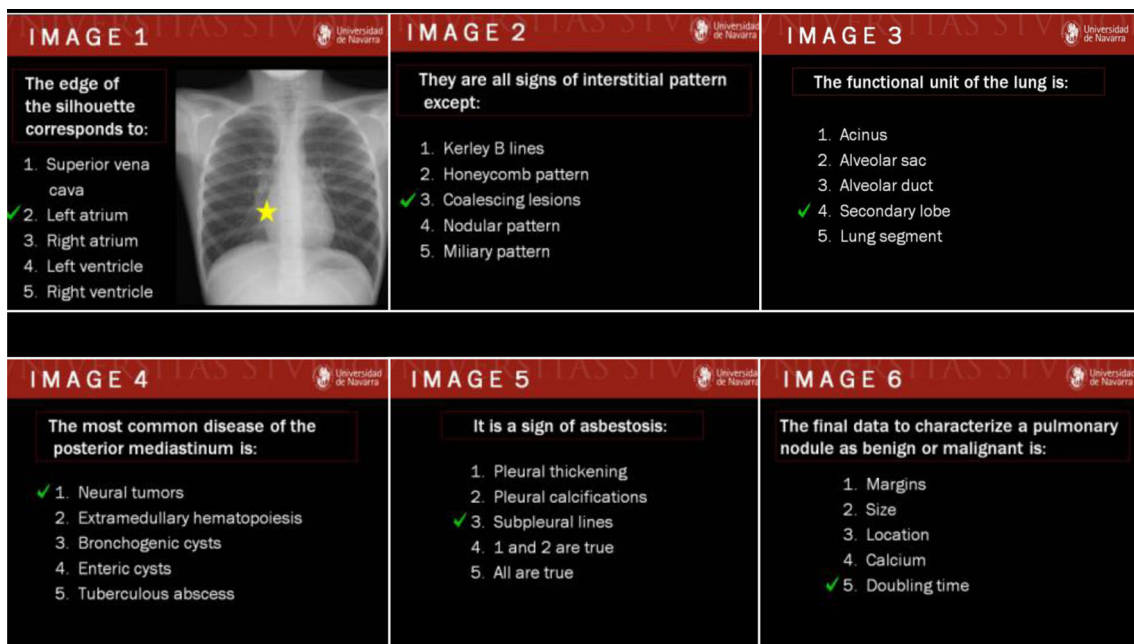 IMAGE 1
Universidad
de Navarra
The edge of
the silhouette
corresponds to:
1. Superior vena
cava
2. Left atrium
3. Right atrium
4. Left ventricle
5. Right ventricle
IMAGE 2
Universidad
de Navarra
They are all signs of interstitial pattern
except:
1. Kerley B lines
2. Honeycomb pattern
3. Coalescing lesions
4. Nodular pattern
5. Miliary pattern
IMAGE 3
Universidad
de Navarra
The functional unit of the lung is:
1. Acinus
2. Alveolar sac
3. Alveolar duct
4. Secondary lobe
5. Lung segment
IMAGE 4
Universidad
de Navarra
The most common disease of the
posterior mediastinum is:
1. Neural tumors
2. Extramedullary hematopoiesis
3. Bronchogenic cysts
4. Enteric cysts
5. Tuberculous abscess
IMAGE 5
Universidad
de Navarra
It is a sign of asbestosis:
1. Pleural thickening
2. Pleural calcifications
3. Subpleural lines
4. 1 and 2 are true
5. All are true
IMAGE 6
Universidad
de Navarra
The final data to characterize a pulmonary
nodule as benign or malignant is:
1. Margins
2. Size
3. Location
4. Calcium
5. Doubling time